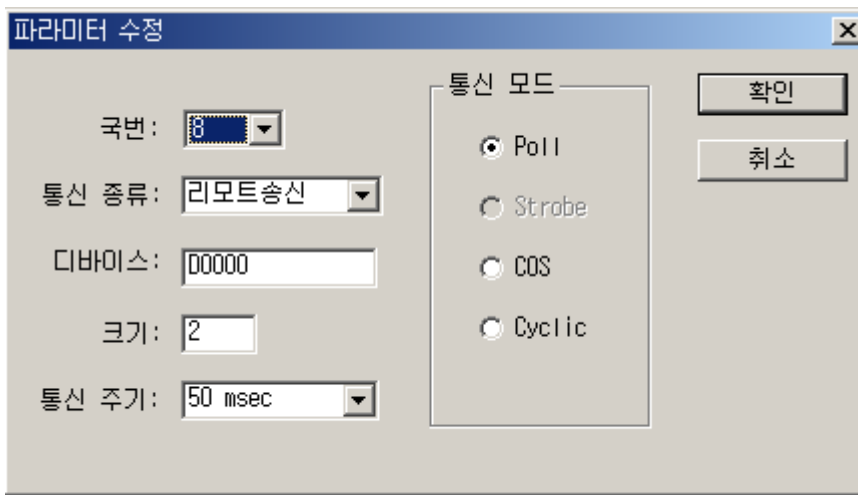 파라미터 수정
국번: 8
통신 종류: 리모트송신
디바이스: D0000
크기: 2
통신 주기: 50 msec
통신 모드
Poll
Strobe
COS
Cyclic
확인
취소